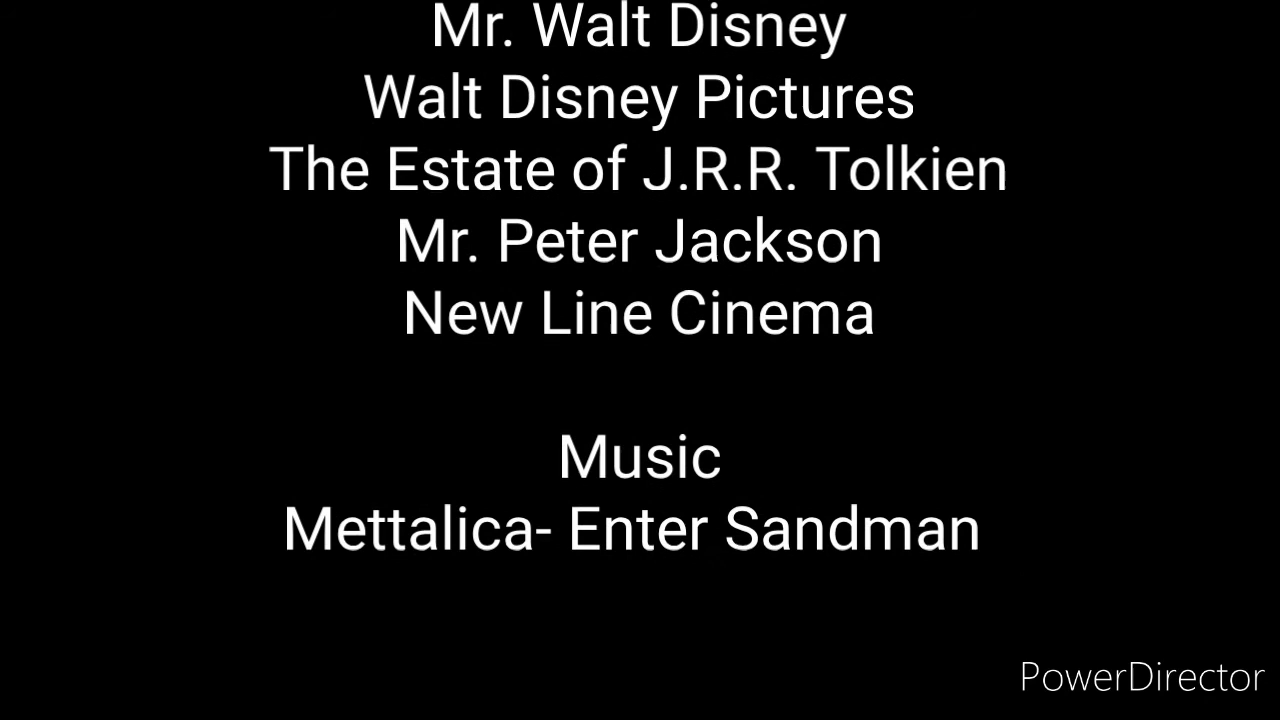 Mr. Walt Disney
Walt Disney Pictures
The Estate of J.R.R. Tolkien
Mr. Peter Jackson
New Line Cinema
Music
Mettalica- Enter Sandman
PowerDirector